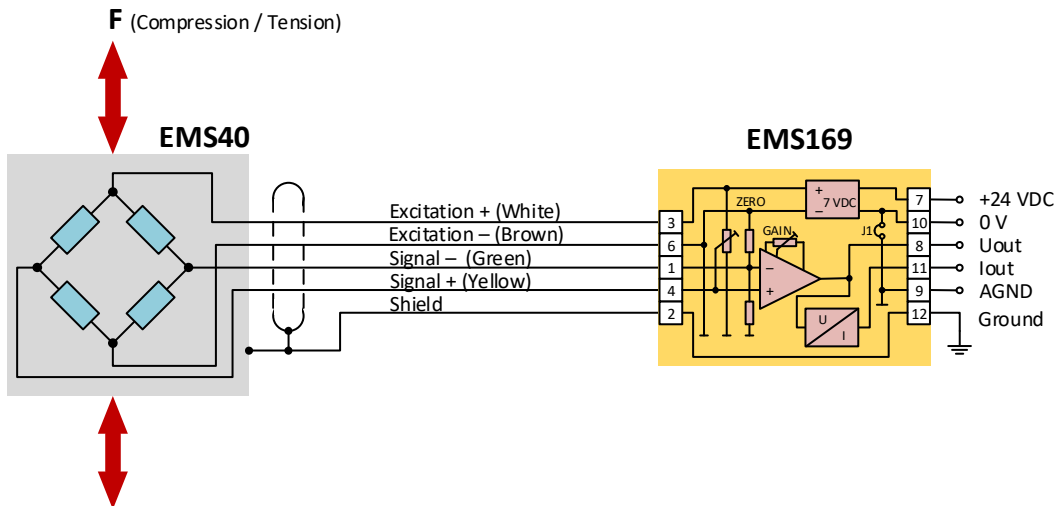 F (Compression / Tension)
EMS40
EMS169
Excitation + (White)
Excitation – (Brown)
Signal – (Green)
Signal + (Yellow)
Shield
3
6
1
4
2
ZERO
GAIN
+
7 VDC
–
J1
–
+
U
I
7
10
8
11
9
12
+24 VDC
0 V
Uout
Iout
AGND
Ground